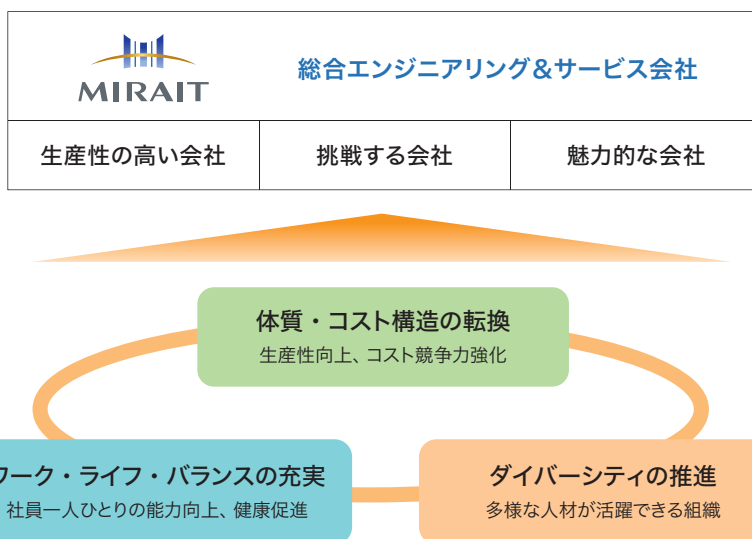 MIRAIT
総合エンジニアリング&サービス会社
生産性の高い会社
挑戦する会社
魅力的な会社
体質・コスト構造の転換
生産性向上、コスト競争力強化
ワーク・ライフ・バランスの充実
社員一人ひとりの能力向上、健康促進
ダイバーシティの推進
多様な人材が活躍できる組織